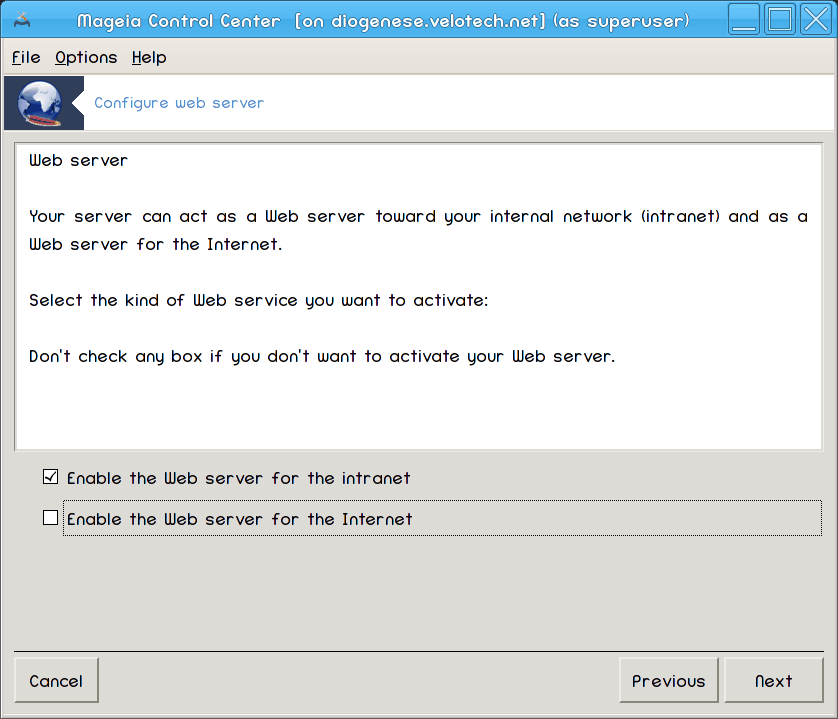 Mageia Control Center [on diogenese.velotech.net] (as superuser)
File Options Help
Configure web server
Web server
Your server can act as a Web server toward your internal network (intranet) and as a
Web server for the Internet.
Select the kind of Web service you want to activate:
Don't check any box if you don't want to activate your Web server.
Enable the Web server for the intranet
Enable the Web server for the Internet
Cancel Previous Next